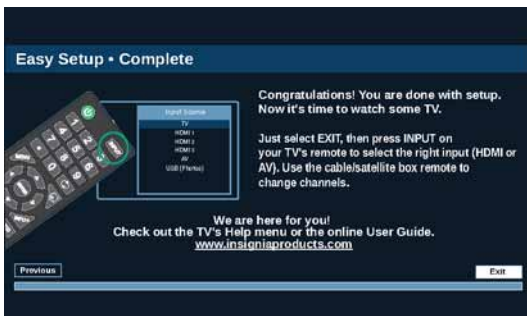 Easy Setup • Complete
Input Source
TV
HDMI 1
HDMI 2
HDMI 3
AV
USB (Photos)
INPUT
MENU
Congratulations! You are done with setup.
Now it's time to watch some TV.
Just select EXIT, then press INPUT on
your TV's remote to select the right input (HDMI or
AV). Use the cable/satellite box remote to
change channels.
We are here for you!
Check out the TV's Help menu or the online User Guide.
www.insigniaproducts.com
Previous
Exit